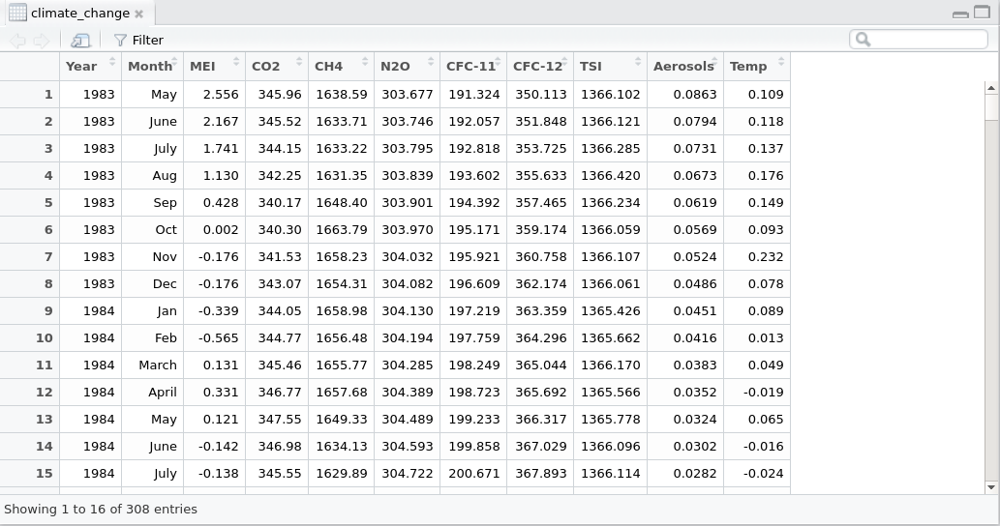 climate_change
Filter
Year Month MEI CO2 CH4 N2O CFC-11 CFC-12 TSI Aerosols Temp
1 1983 May 2.556 345.96 1638.59 303.677 191.324 350.113 1366.102 0.0863 0.109
2 1983 June 2.167 345.52 1633.71 303.746 192.057 351.848 1366.121 0.0794 0.118
3 1983 July 1.741 344.15 1633.22 303.795 192.818 353.725 1366.285 0.0731 0.137
4 1983 Aug 1.130 342.25 1631.35 303.839 193.602 355.633 1366.420 0.0673 0.176
5 1983 Sep 0.428 340.17 1648.40 303.901 194.392 357.465 1366.234 0.0619 0.149
6 1983 Oct 0.002 340.30 1663.79 303.970 195.171 359.174 1366.059 0.0569 0.093
7 1983 Nov -0.176 341.53 1658.23 304.032 195.921 360.758 1366.107 0.0524 0.232
8 1983 Dec -0.176 343.07 1654.31 304.082 196.609 362.174 1366.061 0.0486 0.078
9 1984 Jan -0.339 344.05 1658.98 304.130 197.219 363.359 1365.426 0.0451 0.089
10 1984 Feb -0.565 344.77 1656.48 304.194 197.759 364.296 1365.662 0.0416 0.013
11 1984 March 0.131 345.46 1655.77 304.285 198.249 365.044 1366.170 0.0383 0.049
12 1984 April 0.331 346.77 1657.68 304.389 198.723 365.692 1365.566 0.0352 -0.019
13 1984 May 0.121 347.55 1649.33 304.489 199.233 366.317 1365.778 0.0324 0.065
14 1984 June -0.142 346.98 1634.13 304.593 199.858 367.029 1366.096 0.0302 -0.016
15 1984 July -0.138 345.55 1629.89 304.722 200.671 367.893 1366.114 0.0282 -0.024
Showing 1 to 16 of 308 entries